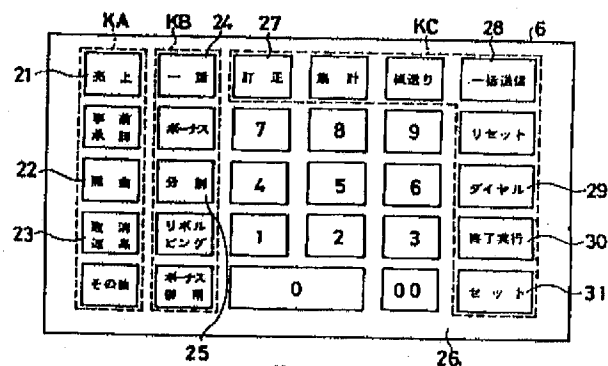 KA KB 24 27 KC 28 6
21 売上 一括 訂正 集計 紙送り 一括送信
事前承認 ボーナス 7 8 9 リセット
22 現金 分割 4 5 6 ダイヤル 29
23 取消返品 リボルビング 1 2 3 終了実行 30
その他 ボーナス併用 0 00 セット 31
25 26